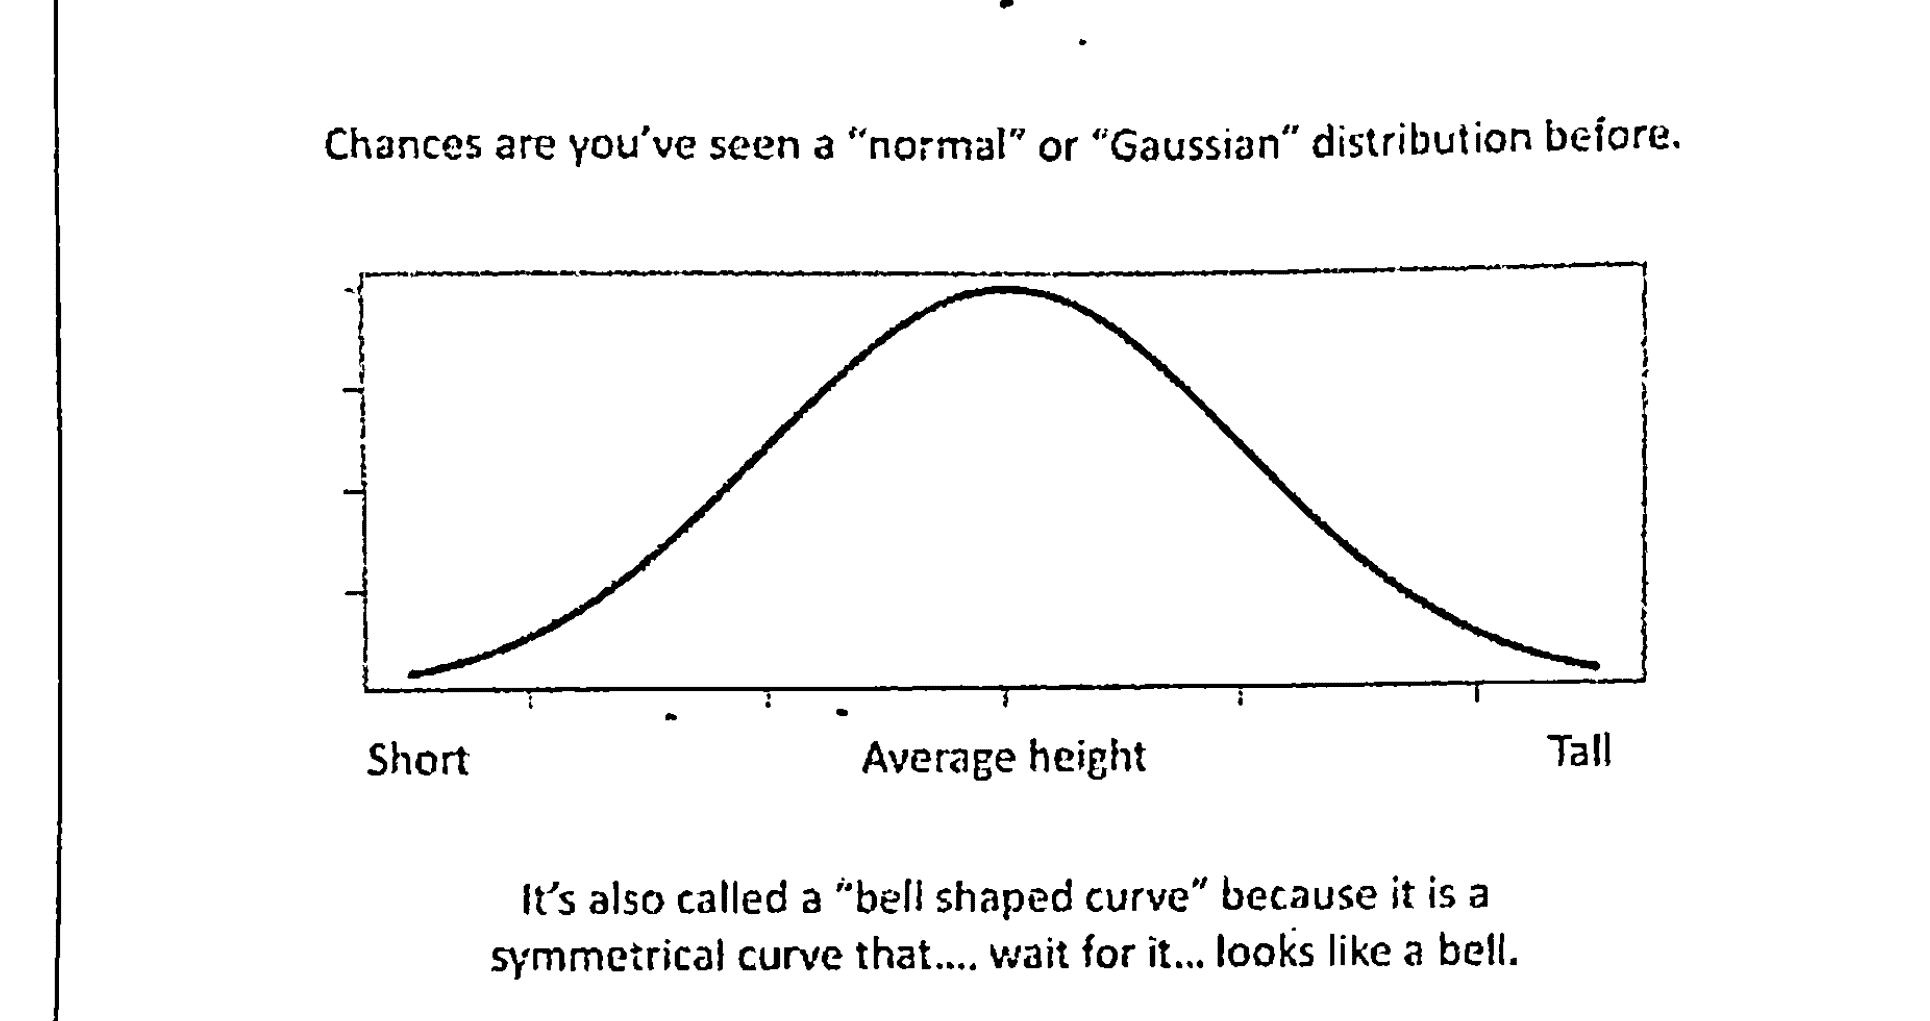 Chances are you've seen a “normal” or “Gaussian” distribution before.
Short Average height Tall
It's also called a “bell shaped curve” because it is a
symmetrical curve that.... wait for it... looks like a bell.